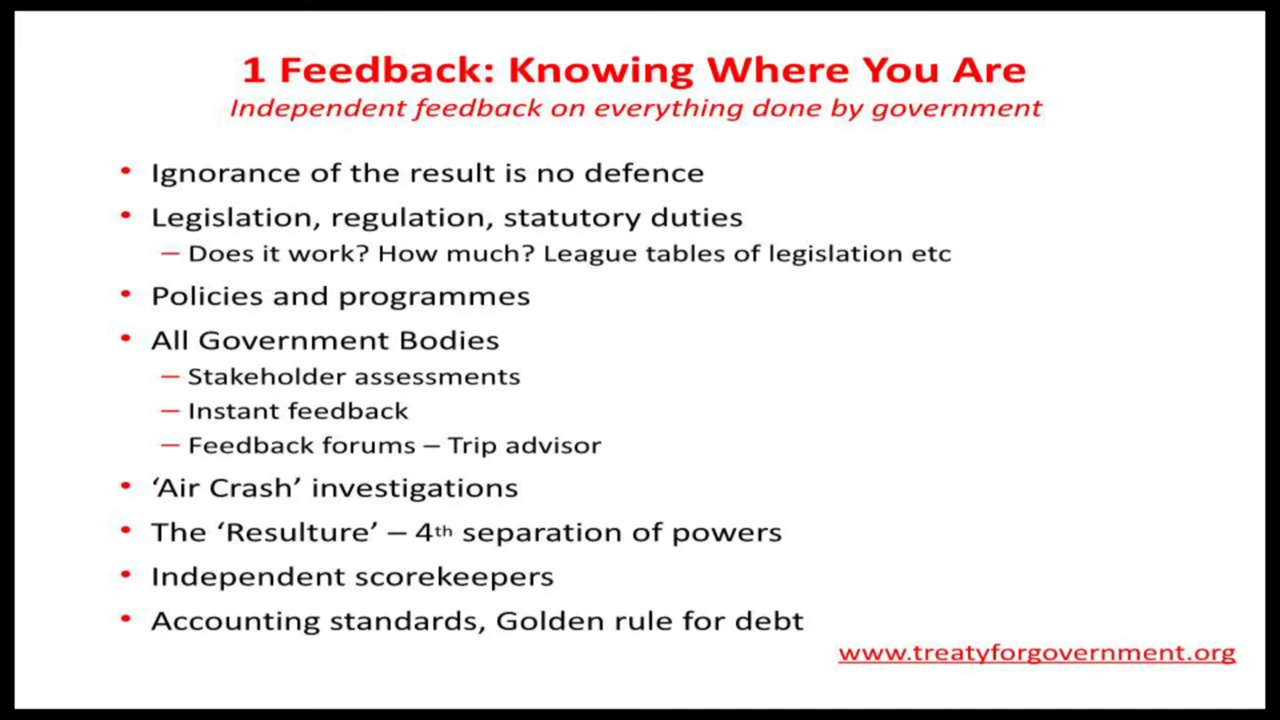 1 Feedback: Knowing Where You Are
Independent feedback on everything done by government
• Ignorance of the result is no defence
• Legislation, regulation, statutory duties
– Does it work? How much? League tables of legislation etc
• Policies and programmes
• All Government Bodies
– Stakeholder assessments
– Instant feedback
– Feedback forums – Trip advisor
• ‘Air Crash’ investigations
• The ‘Resulture’ – 4th separation of powers
• Independent scorekeepers
• Accounting standards, Golden rule for debt
www.treatyforgovernment.org